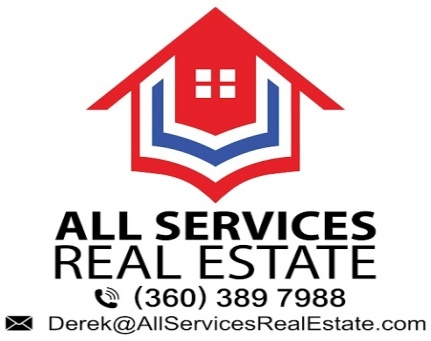 ALL SERVICES
REAL ESTATE
(360) 389 7988
Derek@AllServicesRealEstate.com